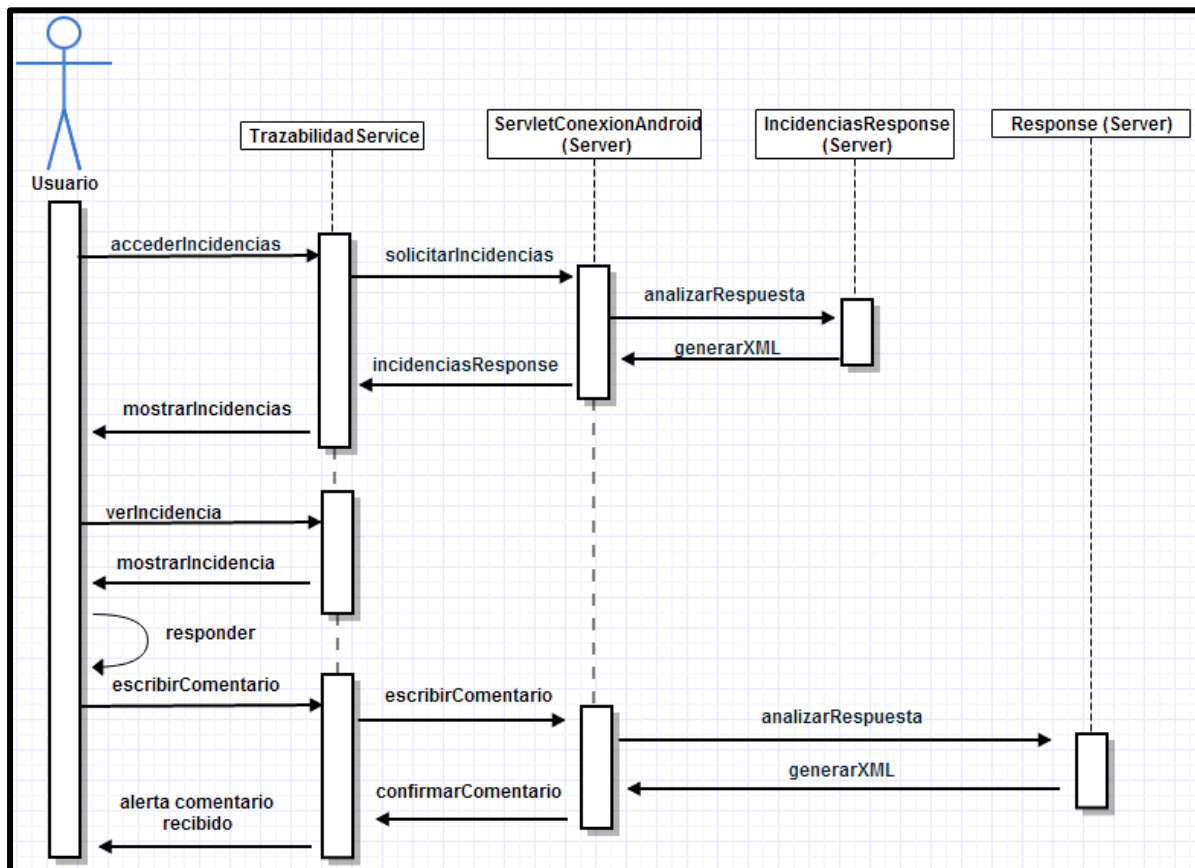 ServletConexionAndroid
(Server)
IncidenciasResponse
(Server)
Response (Server)
TrazabilidadService
Usuario
accederIncidencias
solicitarIncidencias
analizarRespuesta
generarXML
incidenciasResponse
mostrarIncidencias
verIncidencia
mostrarIncidencia
responder
escribirComentario
escribirComentario
analizarRespuesta
generarXML
confirmarComentario
alerta comentario
recibido